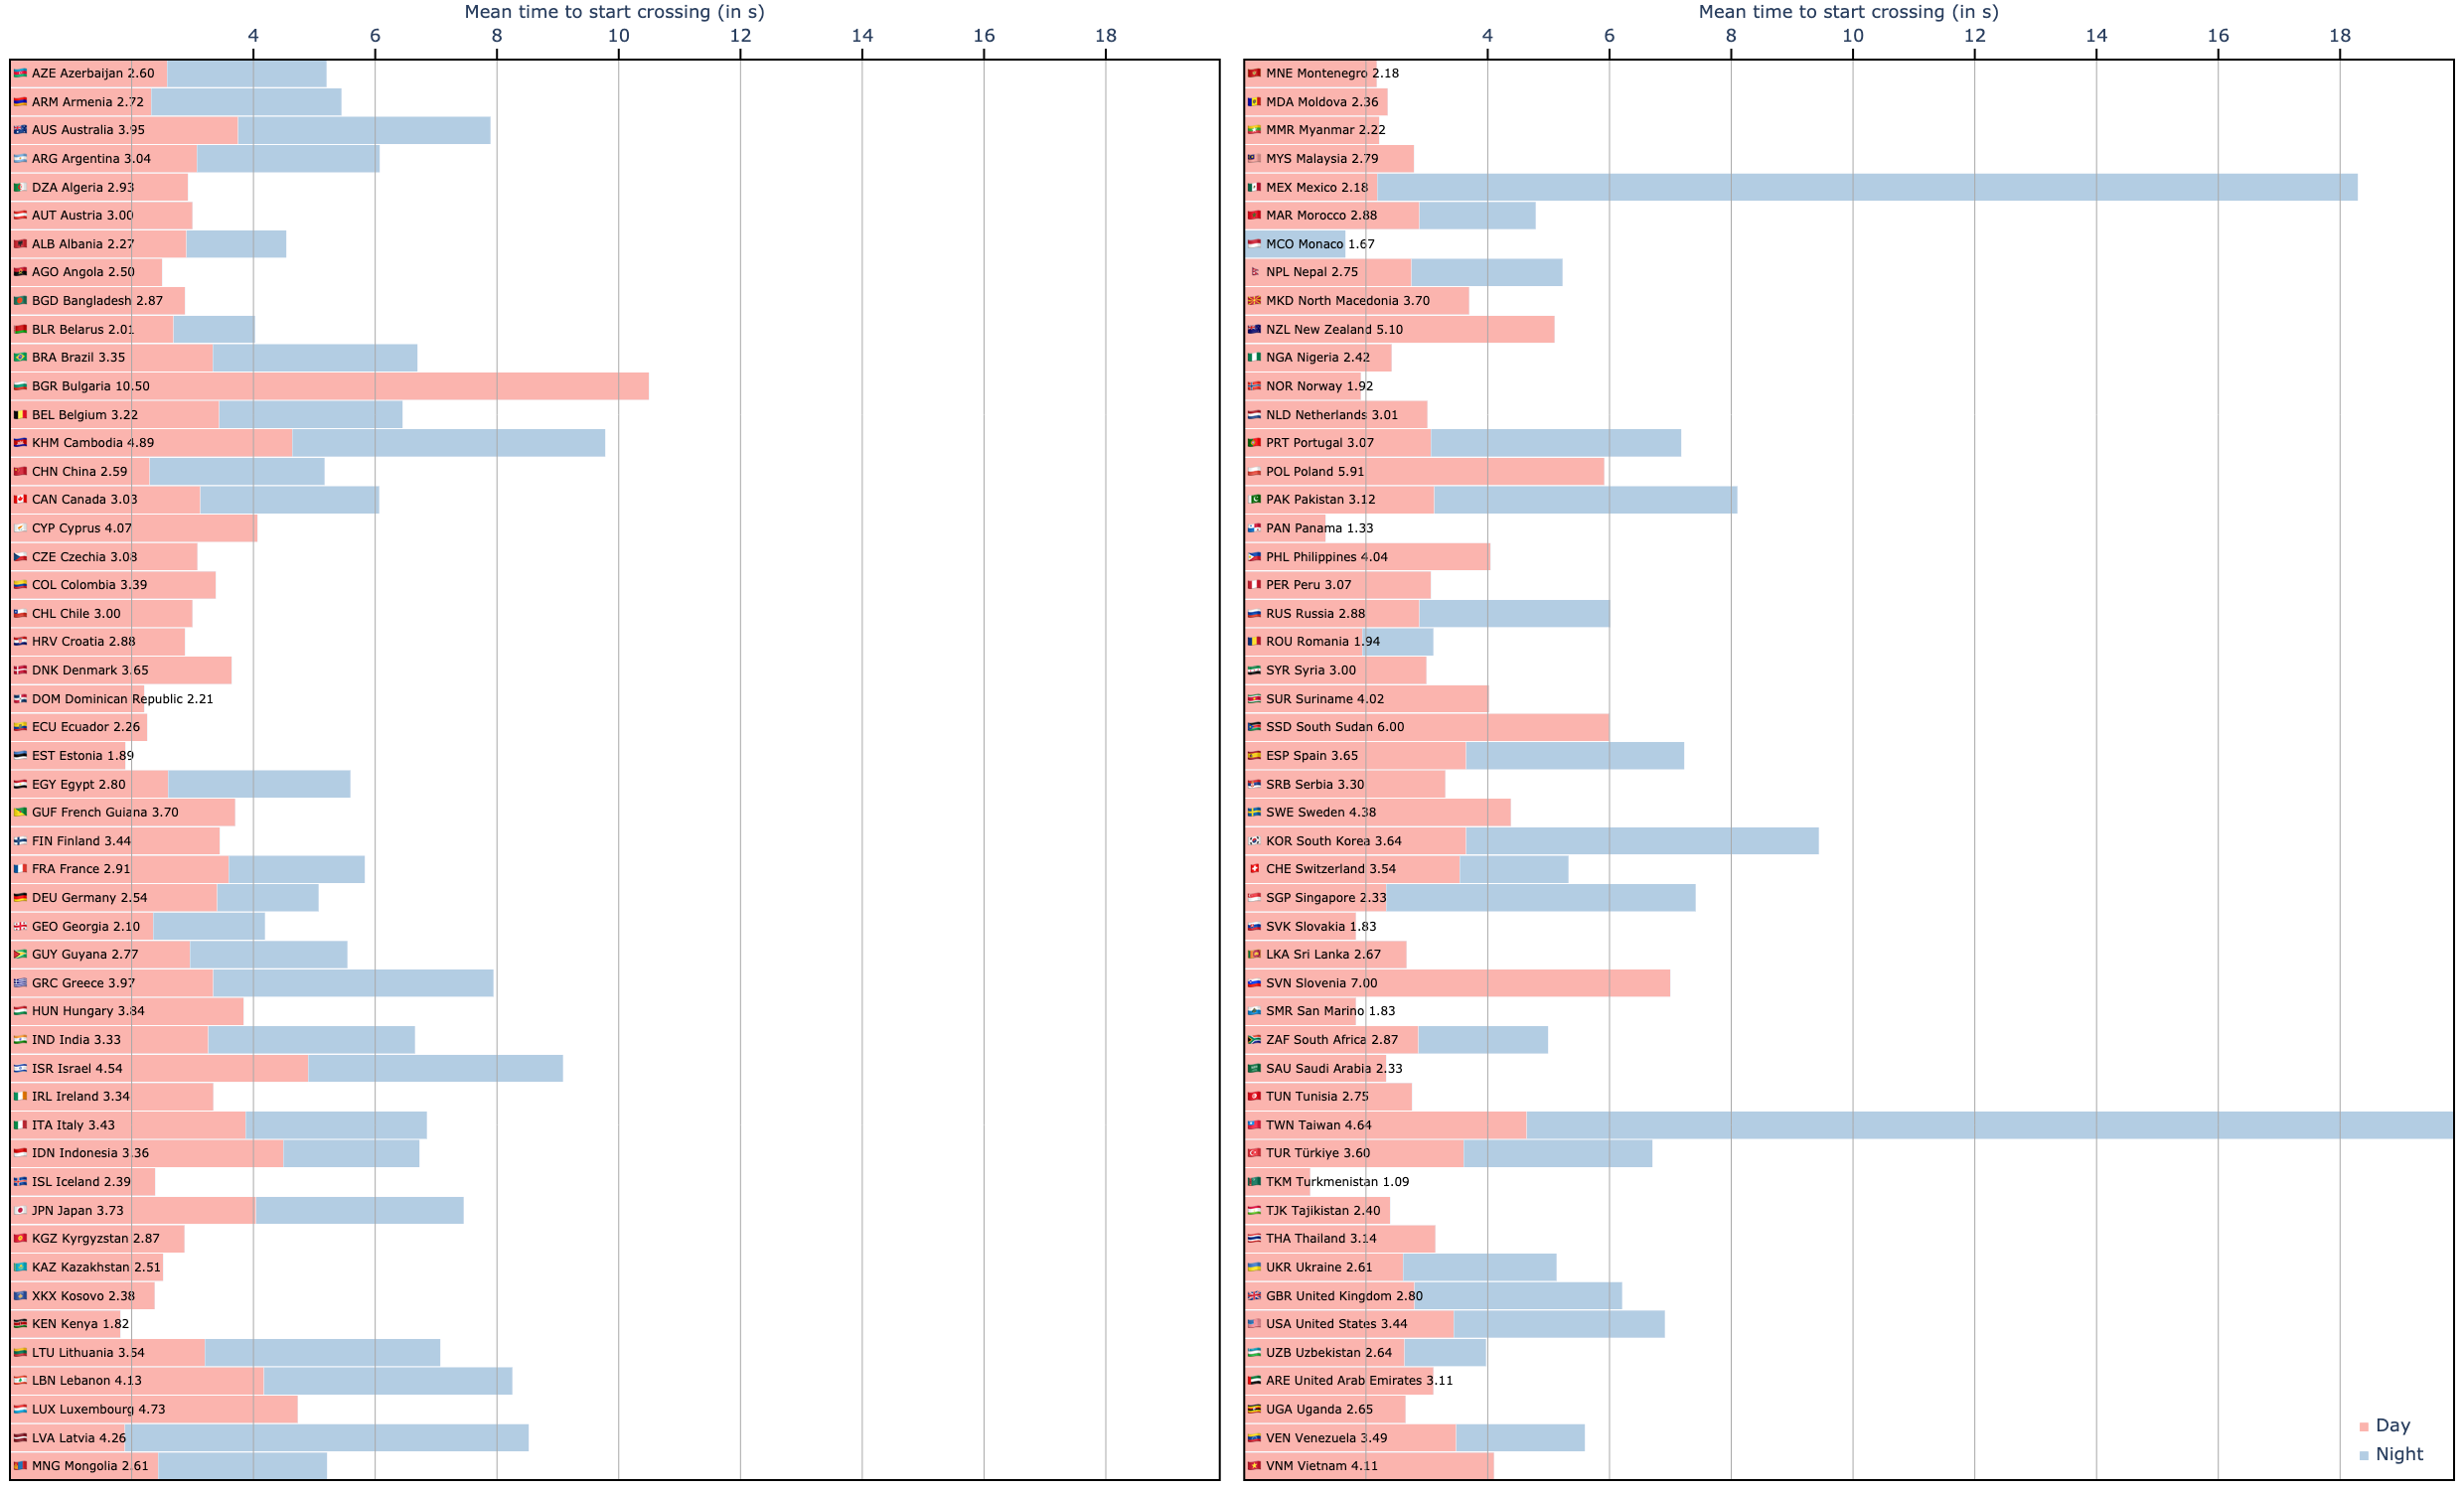 Mean time to start crossing (in s)
4 6 8 10 12 14 16 18
AZE Azerbaijan 2.60
ARM Armenia 2.72
AUS Australia 3.95
ARG Argentina 3.04
DZA Algeria 2.93
AUT Austria 3.00
ALB Albania 2.27
AGO Angola 2.50
BGD Bangladesh 2.87
BLR Belarus 2.01
BRA Brazil 3.35
BGR Bulgaria 10.50
BEL Belgium 3.22
KHM Cambodia 4.89
CHN China 2.59
CAN Canada 3.03
CYP Cyprus 4.07
CZE Czechia 3.08
COL Colombia 3.39
CHL Chile 3.00
HRV Croatia 2.88
DNK Denmark 3.65
DOM Dominican Republic 2.21
ECU Ecuador 2.26
EST Estonia 1.89
EGY Egypt 2.80
GUF French Guiana 3.70
FIN Finland 3.44
FRA France 2.91
DEU Germany 2.54
GEO Georgia 2.10
GUY Guyana 2.77
GRC Greece 3.97
HUN Hungary 3.84
IND India 3.33
ISR Israel 4.54
IRL Ireland 3.34
ITA Italy 3.43
IDN Indonesia 3.36
ISL Iceland 2.39
JPN Japan 3.73
KGZ Kyrgyzstan 2.87
KAZ Kazakhstan 2.51
XKX Kosovo 2.38
KEN Kenya 1.82
LTU Lithuania 3.54
LBN Lebanon 4.13
LUX Luxembourg 4.73
LVA Latvia 4.26
MNG Mongolia 2.61
Mean time to start crossing (in s)
4 6 8 10 12 14 16 18
MNE Montenegro 2.18
MDA Moldova 2.36
MMR Myanmar 2.22
MYS Malaysia 2.79
MEX Mexico 2.18
MAR Morocco 2.88
MCO Monaco 1.67
NPL Nepal 2.75
MKD North Macedonia 3.70
NZL New Zealand 5.10
NGA Nigeria 2.42
NOR Norway 1.92
NLD Netherlands 3.01
PRT Portugal 3.07
POL Poland 5.91
PAK Pakistan 3.12
PAN Panama 1.33
PHL Philippines 4.04
PER Peru 3.07
RUS Russia 2.88
ROU Romania 1.94
SYR Syria 3.00
SUR Suriname 4.02
SSD South Sudan 6.00
ESP Spain 3.65
SRB Serbia 3.30
SWE Sweden 4.38
KOR South Korea 3.64
CHE Switzerland 3.54
SGP Singapore 2.33
SVK Slovakia 1.83
LKA Sri Lanka 2.67
SVN Slovenia 7.00
SMR San Marino 1.83
ZAF South Africa 2.87
SAU Saudi Arabia 2.33
TUN Tunisia 2.75
TWN Taiwan 4.64
TUR Türkiye 3.60
TKM Turkmenistan 1.09
TJK Tajikistan 2.40
THA Thailand 3.14
UKR Ukraine 2.61
GBR United Kingdom 2.80
USA United States 3.44
UZB Uzbekistan 2.64
ARE United Arab Emirates 3.11
UGA Uganda 2.65
VEN Venezuela 3.49
VNM Vietnam 4.11
Day
Night